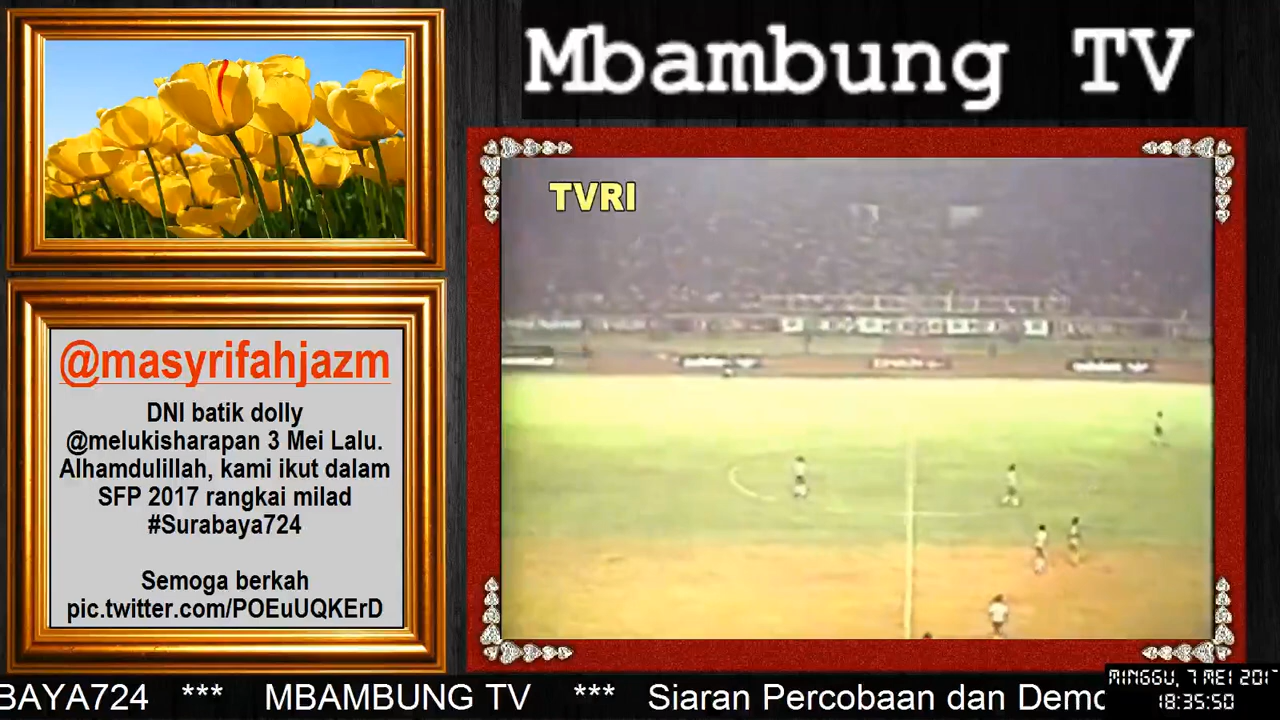 Mbambung TV
TVRI
@masyrifahjazm
DNI batik dolly
@melukisharapan 3 Mei Lalu.
Alhamdulillah, kami ikut dalam
SFP 2017 rangkai milad
#Surabaya724
Semoga berkah
pic.twitter.com/POEuUQKErD
BAYA724 *** MBAMBUNG TV *** Siaran Percobaan dan Demo
MINGGU, 7 MEI 2017
18:35:50